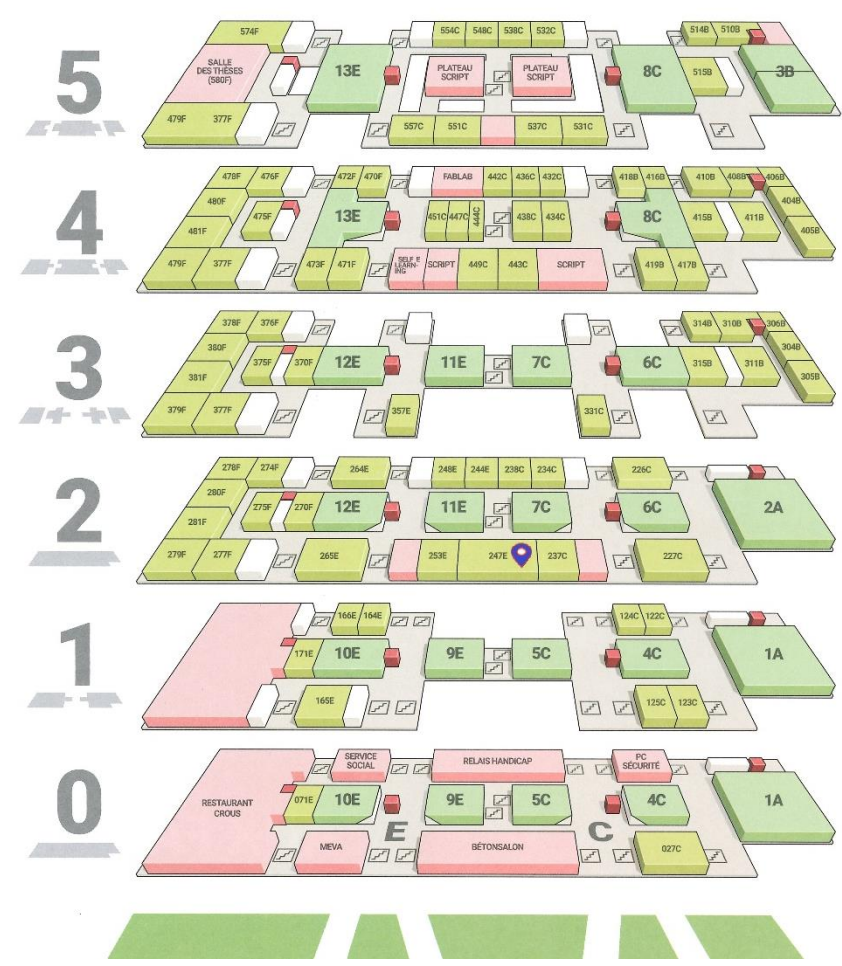 5
574F
554C 548C 538C 532C
514B 510B
SALLE
DES THÈSES
(580F)
13E
PLATEAU
SCRIPT
PLATEAU
SCRIPT
8C
515B
3B
479F 377F
557C 551C 537C 531C
4
478F 476F
472F 470F
FABLAB
442C 436C 432C
418B 416B
410B 408B 406B
480F
475F
13E
451C 447C 444C
438C 434C
8C
415B 411B
404B
481F
405B
479F 377F
473F 471F
SELF E
LEARN-
ING
SCRIPT
449C 443C
SCRIPT
419B 417B
3
378F 376F
314B 310B 306B
380F
375F 370F
12E
11E
7C
6C
315B 311B
304B
381F
305B
379F 377F
357E
331C
2
278F 274F
264E
248E 244E 238C 234C
226C
280F
275F 270F
12E
11E
7C
6C
2A
281F
279F 277F
265E
253E 247E 237C
227C
1
166E 164E
124C 122C
171E
10E
9E
5C
4C
1A
165E
125C 123C
0
SERVICE
SOCIAL
RELAIS HANDICAP
PC
SÉCURITÉ
RESTAURANT
CROUS
071E
10E
9E
5C
4C
1A
E
C
MEVA
BÉTONSALON
027C